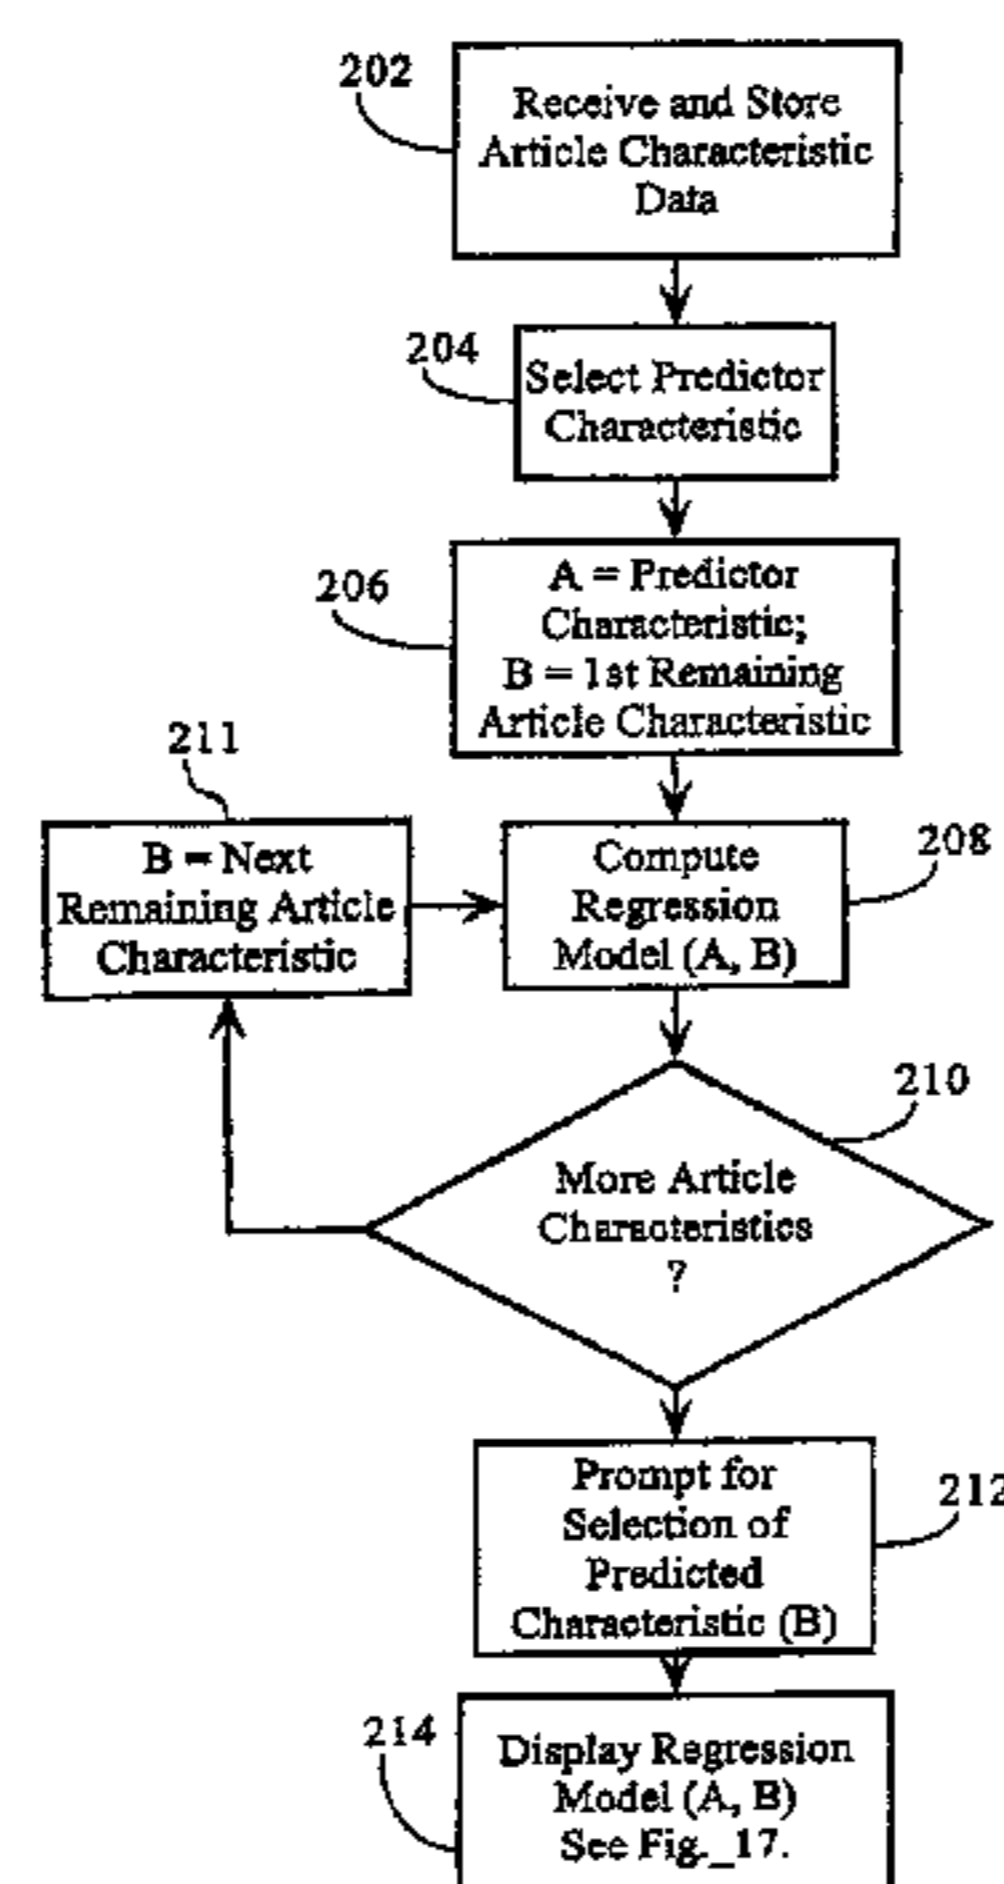 202
Receive and Store
Article Characteristic
Data
204
Select Predictor
Characteristic
206
A = Predictor
Characteristic;
B = 1st Remaining
Article Characteristic
211
B = Next
Remaining Article
Characteristic
208
Compute
Regression
Model (A, B)
210
More Article
Characteristics
?
212
Prompt for
Selection of
Predicted
Characteristic (B)
214
Display Regression
Model (A, B)
See Fig._17.